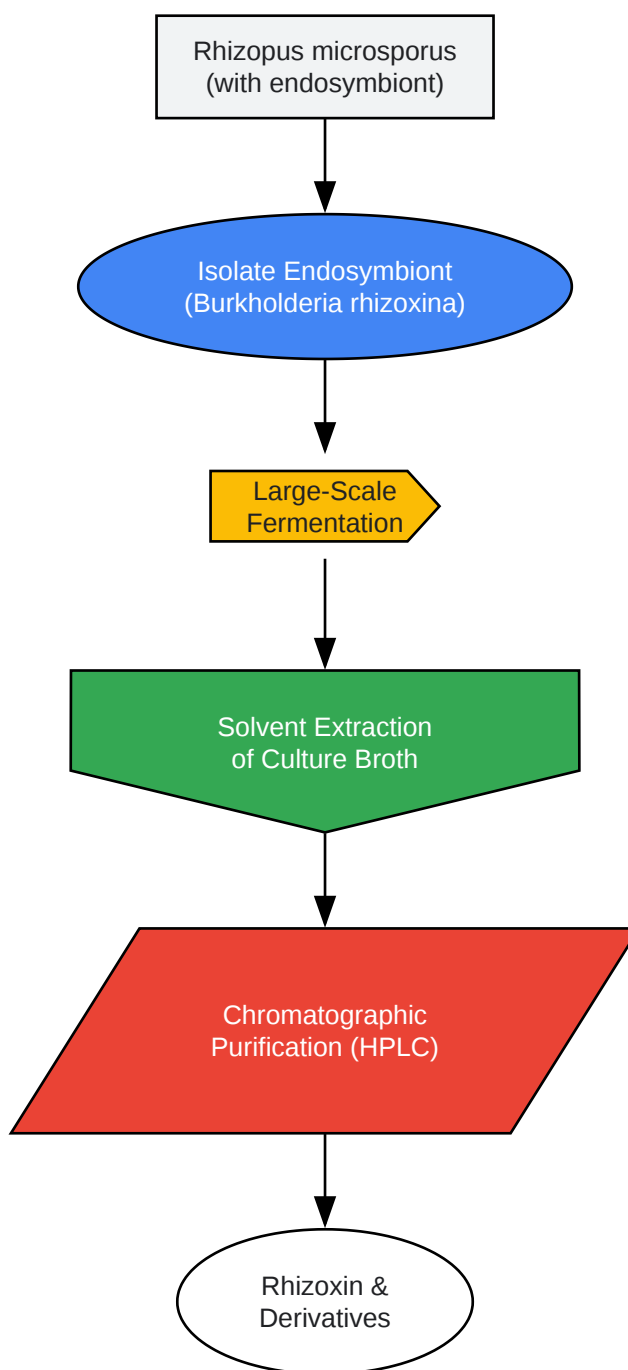 Rhizopus microsporus
(with endosymbiont)
Isolate Endosymbiont
(Burkholderia rhizoxina)
Large-Scale
Fermentation
Solvent Extraction
of Culture Broth
Chromatographic
Purification (HPLC)
Rhizoxin &
Derivatives